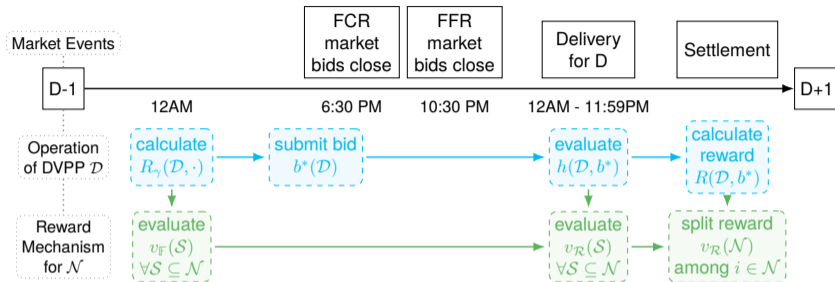 Market Events
FCR
market
bids close
FFR
market
bids close
Delivery
for D
Settlement
D-1
D+1
12AM
6:30 PM
10:30 PM
12AM - 11:59PM
Operation
of DVPP 𝒟
calculate
R_γ(𝒟, ·)
submit bid
b*(𝒟)
evaluate
h(𝒟, b*)
calculate
reward
R(𝒟, b*)
Reward
Mechanism
for 𝒩
evaluate
v_𝔽(𝒮)
∀𝒮 ⊆ 𝒩
evaluate
v_ℛ(𝒮)
∀𝒮 ⊆ 𝒩
split reward
v_ℛ(𝒩)
among i ∈ 𝒩